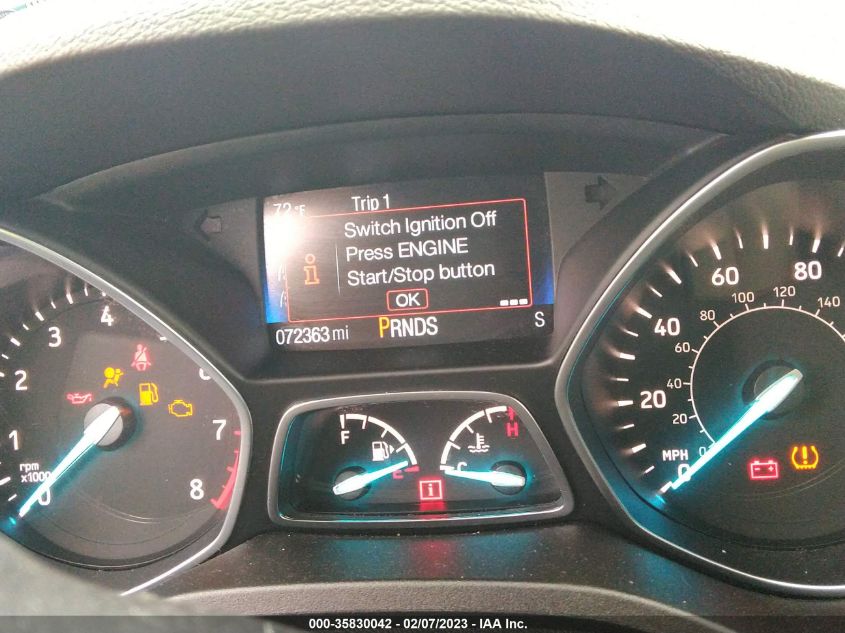 72°F Trip 1
Switch Ignition Off
Press ENGINE
Start/Stop button
i
OK
072363 mi PRNDS S
0
1
2
3
4
6
7
8
rpm
x1000
F
E
H
C
i
0
20
40
60
80
20
40
60
80
100
120
140
MPH
0
000-35830042 - 02/07/2023 - IAA Inc.